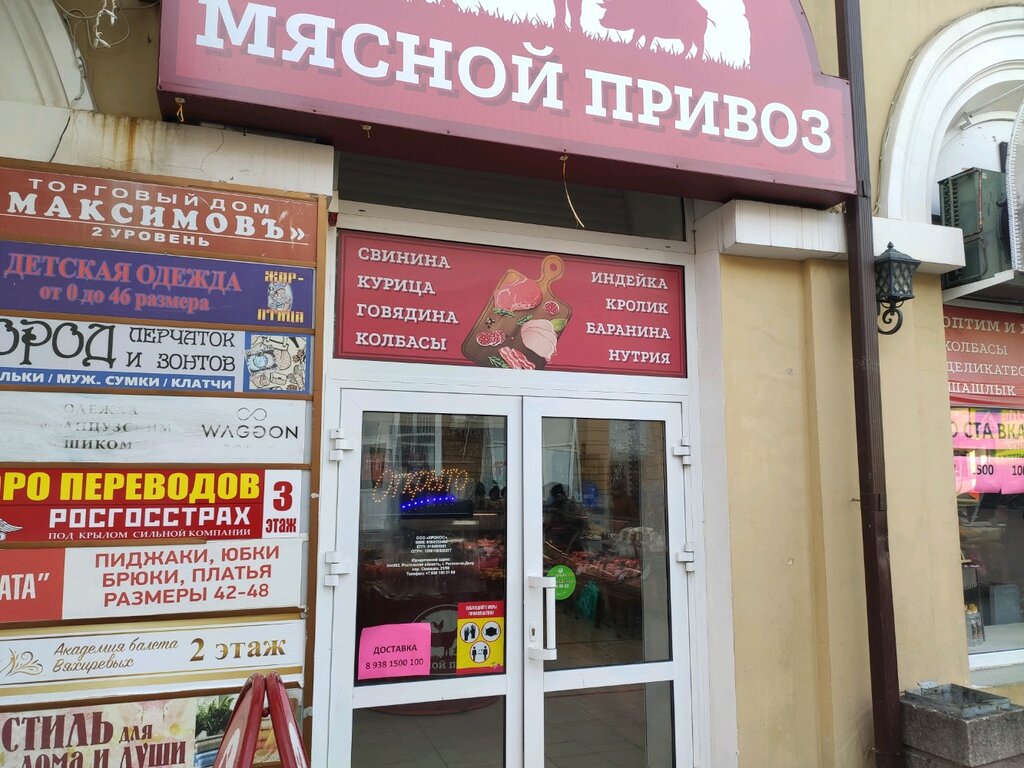 МЯСНОЙ ПРИВОЗ
ТОРГОВЫЙ ДОМ
МАКСИМОВЪ»
2 УРОВЕНЬ
ДЕТСКАЯ ОДЕЖДА
от 0 до 46 размера
ЖАР-
ПТИЦА
ПЕРЧАТОК
И ЗОНТОВ
МУЖ. СУМКИ / КЛАТЧИ
ОДЕЖДА
ШИКОМ
WAGGON
ПЕРЕВОДОВ
РОСГОССТРАХ
ПОД КРЫЛОМ СИЛЬНОЙ КОМПАНИИ
3
ЭТАЖ
ПИДЖАКИ, ЮБКИ
БРЮКИ, ПЛАТЬЯ
РАЗМЕРЫ 42-48
Академия балета
Вяхиревых
2 этаж
СТИЛЬ для
дома и души
СВИНИНА
КУРИЦА
ГОВЯДИНА
КОЛБАСЫ
ИНДЕЙКА
КРОЛИК
БАРАНИНА
НУТРИЯ
Открыто
ДОСТАВКА
8 938 1500 100
ОПТОМ И
КОЛБАСЫ
ШАШЛЫК